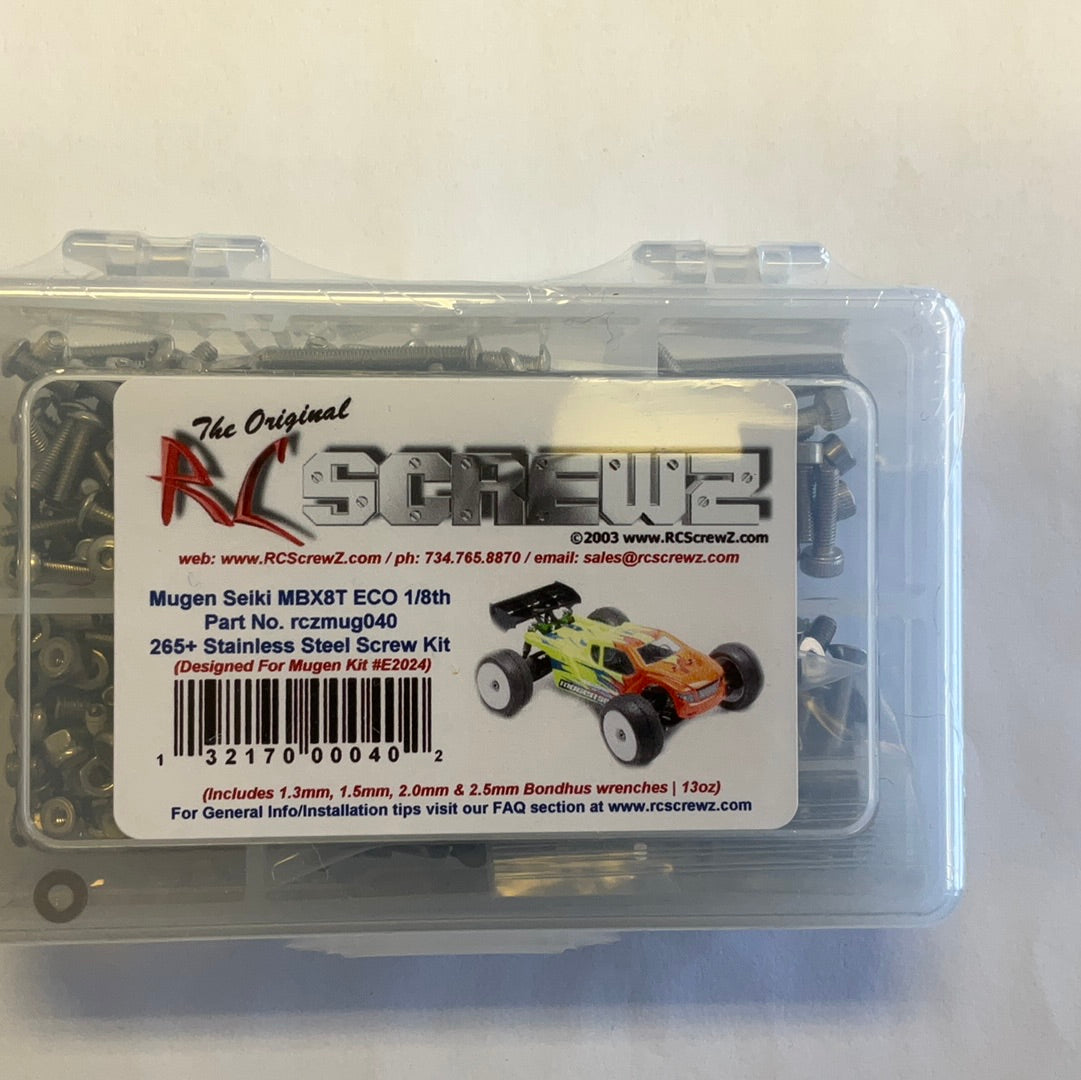 The Original
RC SCREWZ
©2003 www.RCScrewZ.com
web: www.RCScrewZ.com / ph: 734.765.8870 / email: sales@rcscrewz.com
Mugen Seiki MBX8T ECO 1/8th
Part No. rczmug040
265+ Stainless Steel Screw Kit
(Designed For Mugen Kit #E2024)
1 32170 00040 2
(Includes 1.3mm, 1.5mm, 2.0mm & 2.5mm Bondhus wrenches | 13oz)
For General Info/Installation tips visit our FAQ section at www.rcscrewz.com